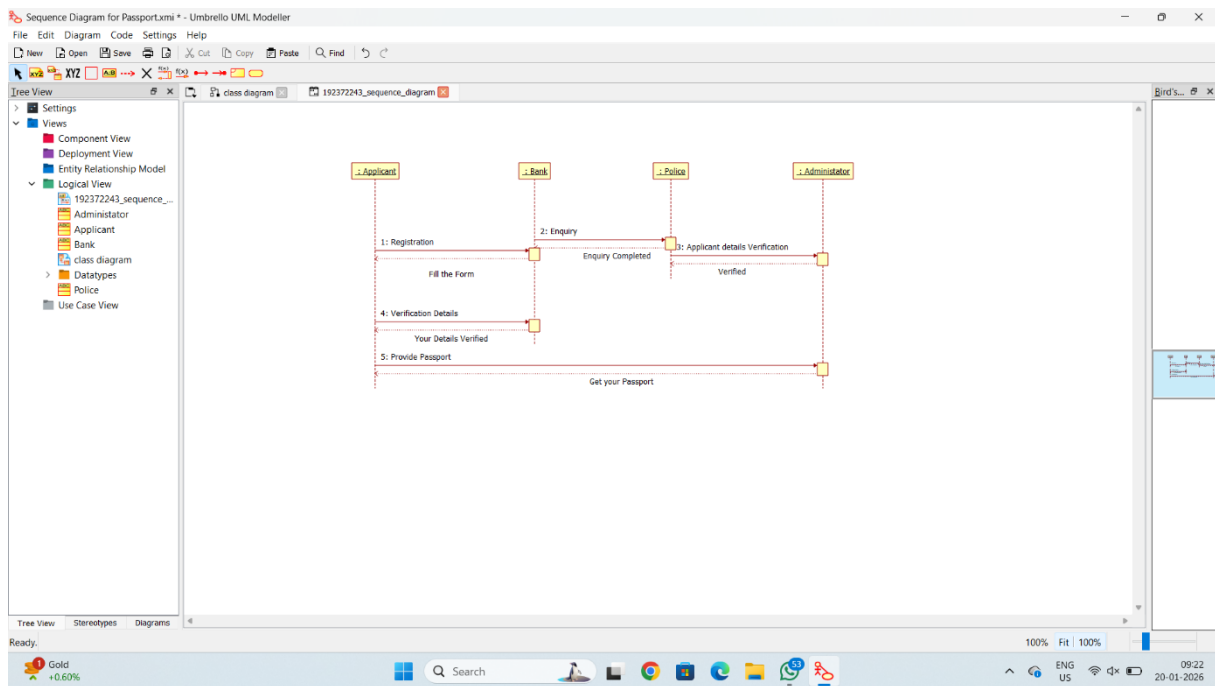 Sequence Diagram for Passport.xmi * - Umbrello UML Modeller
File Edit Diagram Code Settings Help
New Open Save Cut Copy Paste Find
XYZ XYZ A.B f(x) f(x)
Tree View
class diagram 192372243_sequence_diagram
Bird's...
Settings
Views
Component View
Deployment View
Entity Relationship Model
Logical View
192372243_sequence_...
Administator
Applicant
Bank
class diagram
Datatypes
Police
Use Case View
: Applicant : Bank : Police : Administator
2: Enquiry
1: Registration
3: Applicant details Verification
Enquiry Completed
Fill the Form
Verified
4: Verification Details
Your Details Verified
5: Provide Passport
Get your Passport
Tree View Stereotypes Diagrams
Ready.
100% Fit 100%
1
Gold
+0.60%
Search
53
ENG
US
09:22
20-01-2026